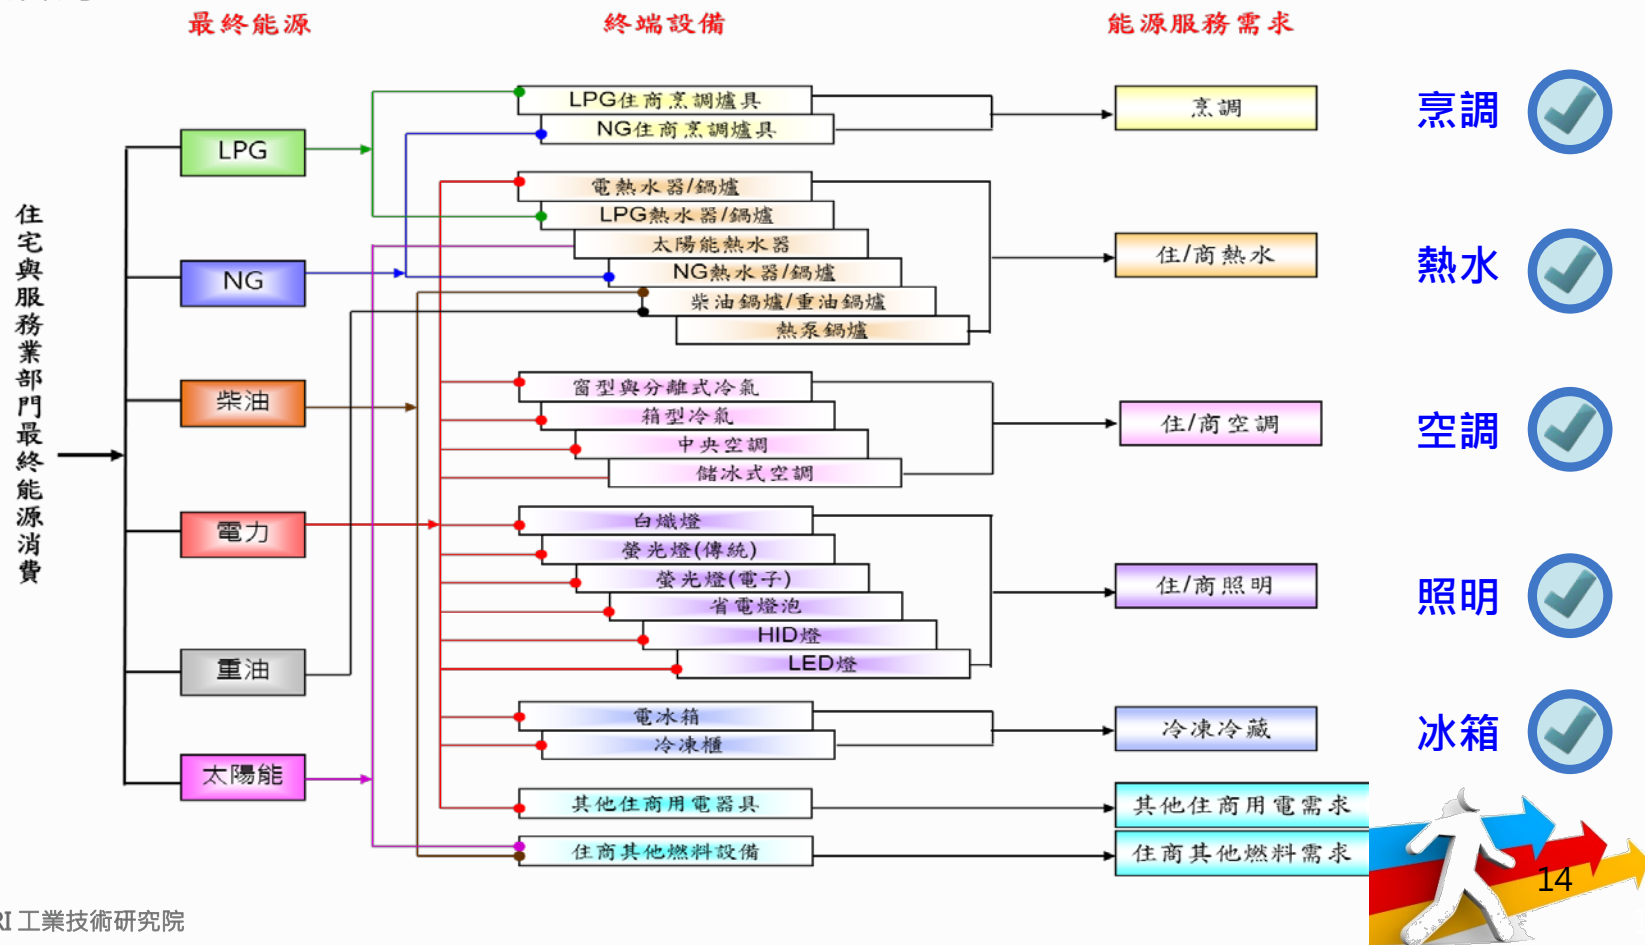 最終能源
終端設備
能源服務需求
住宅與服務業部門最終能源消費
LPG
NG
柴油
電力
重油
太陽能
LPG住商烹調爐具
NG住商烹調爐具
電熱水器/鍋爐
LPG熱水器/鍋爐
太陽能熱水器
NG熱水器/鍋爐
柴油鍋爐/重油鍋爐
熱泵鍋爐
窗型與分離式冷氣
箱型冷氣
中央空調
儲冰式空調
白熾燈
螢光燈(傳統)
螢光燈(電子)
省電燈泡
HID燈
LED燈
電冰箱
冷凍櫃
其他住商用電器具
住商其他燃料設備
烹調
住/商熱水
住/商空調
住/商照明
冷凍冷藏
其他住商用電需求
住商其他燃料需求
烹調
熱水
空調
照明
冰箱
14
RI 工業技術研究院